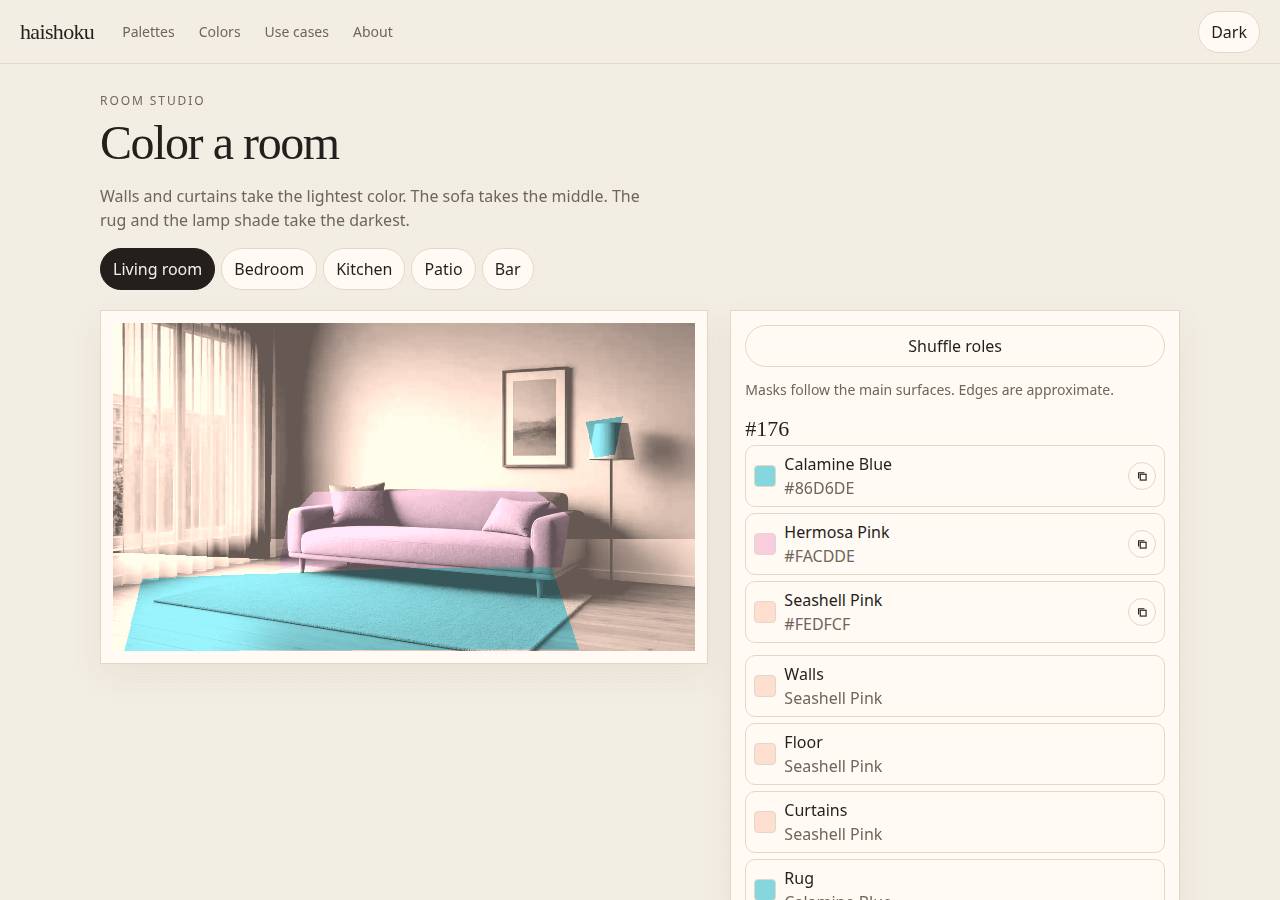 haishoku
Palettes
Colors
Use cases
About
Dark
ROOM STUDIO
Color a room
Walls and curtains take the lightest color. The sofa takes the middle. The
rug and the lamp shade take the darkest.
Living room
Bedroom
Kitchen
Patio
Bar
Shuffle roles
Masks follow the main surfaces. Edges are approximate.
#176
Calamine Blue
#86D6DE
Hermosa Pink
#FACDDE
Seashell Pink
#FEDFCF
Walls
Seashell Pink
Floor
Seashell Pink
Curtains
Seashell Pink
Rug
Calamine Blue